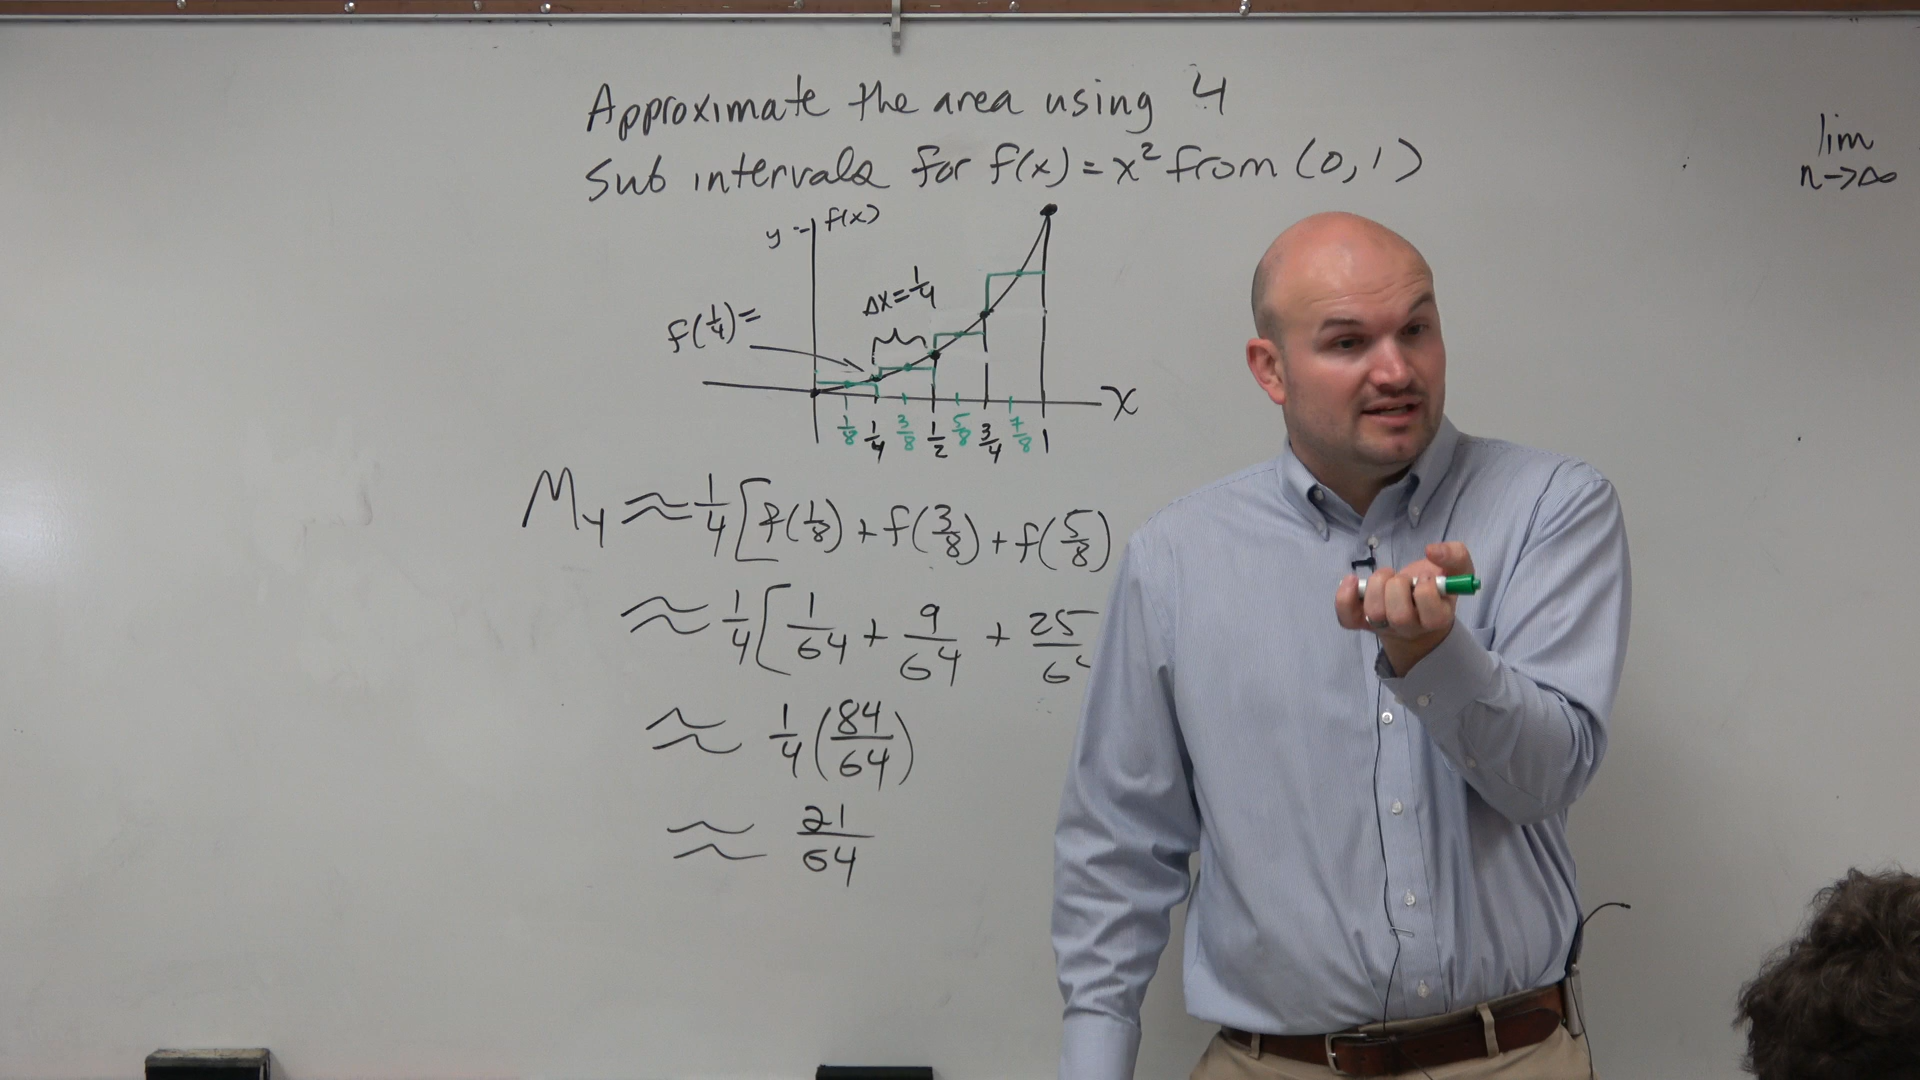 Approximate the area using 4
Sub intervals for f(x) = x² from (0,1)
lim
n→∞
y = f(x)
Δx = 1/4
f(1/4) =
x
1/8 1/4 3/8 1/2 5/8 3/4 7/8 1
M₄ ≈ 1/4 [f(1/8) + f(3/8) + f(5/8)
≈ 1/4 [1/64 + 9/64 + 25/6
≈ 1/4 (84/64)
≈ 21/64